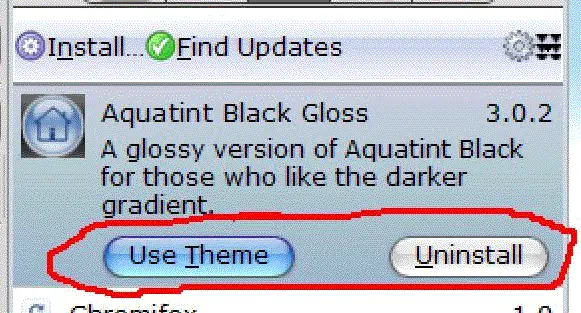 Install... Find Updates
Aquatint Black Gloss 3.0.2
A glossy version of Aquatint Black
for those who like the darker
gradient.
Use Theme Uninstall
Chromifox 1.0